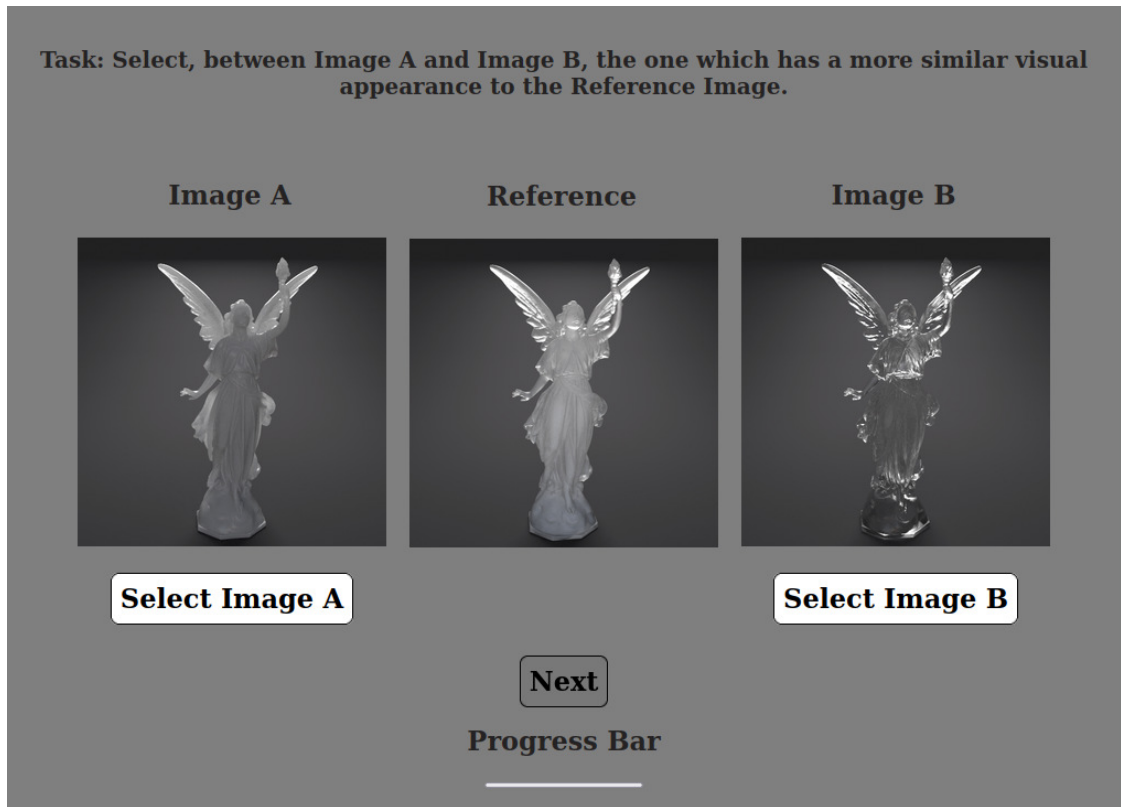 Task: Select, between Image A and Image B, the one which has a more similar visual
appearance to the Reference Image.
Image A
Reference
Image B
Select Image A
Select Image B
Next
Progress Bar